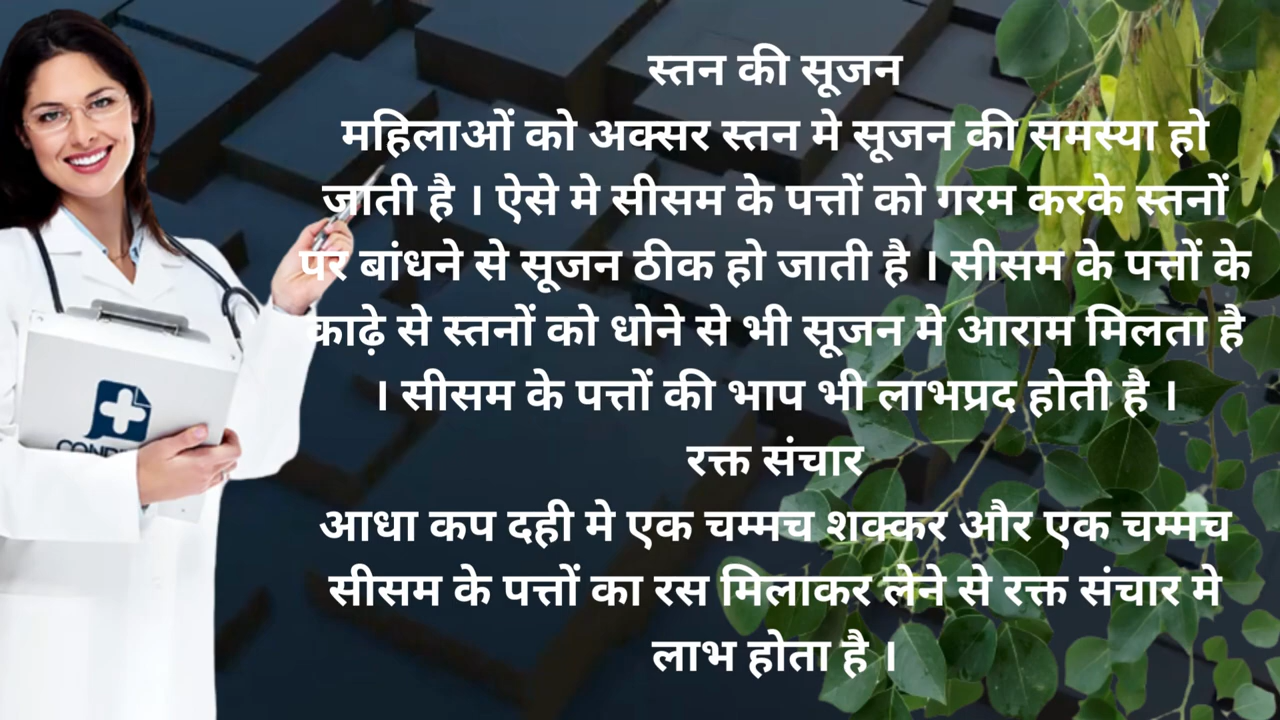 स्तन की सूजन
महिलाओं को अक्सर स्तन मे सूजन की समस्या हो
जाती है । ऐसे मे सीसम के पत्तों को गरम करके स्तनों
पर बांधने से सूजन ठीक हो जाती है । सीसम के पत्तों के
काढ़े से स्तनों को धोने से भी सूजन मे आराम मिलता है
। सीसम के पत्तों की भाप भी लाभप्रद होती है ।
रक्त संचार
आधा कप दही मे एक चम्मच शक्कर और एक चम्मच
सीसम के पत्तों का रस मिलाकर लेने से रक्त संचार मे
लाभ होता है ।